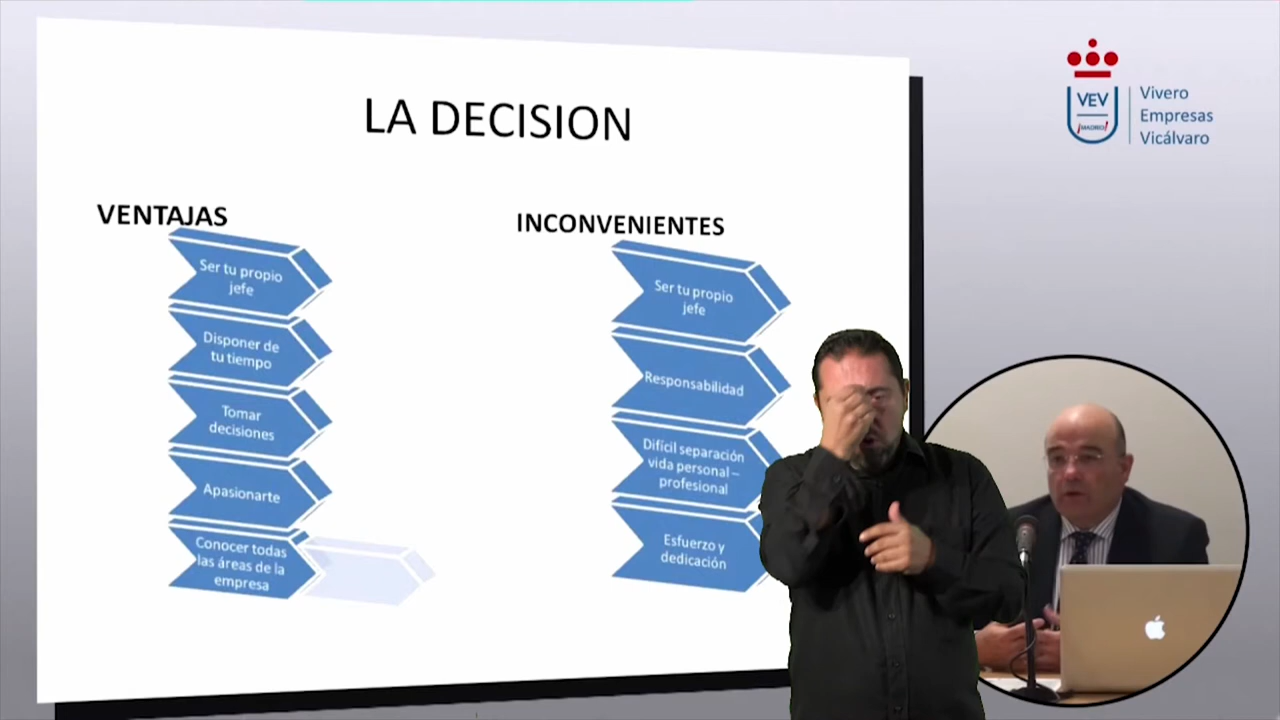 LA DECISION
VENTAJAS
Ser tu propio
jefe
Disponer de
tu tiempo
Tomar
decisiones
Apasionarte
Conocer todas
las áreas de la
empresa
INCONVENIENTES
Ser tu propio
jefe
Responsabilidad
Difícil separación
vida personal –
profesional
Esfuerzo y
dedicación
VEV
¡MADRID!
Vivero
Empresas
Vicálvaro